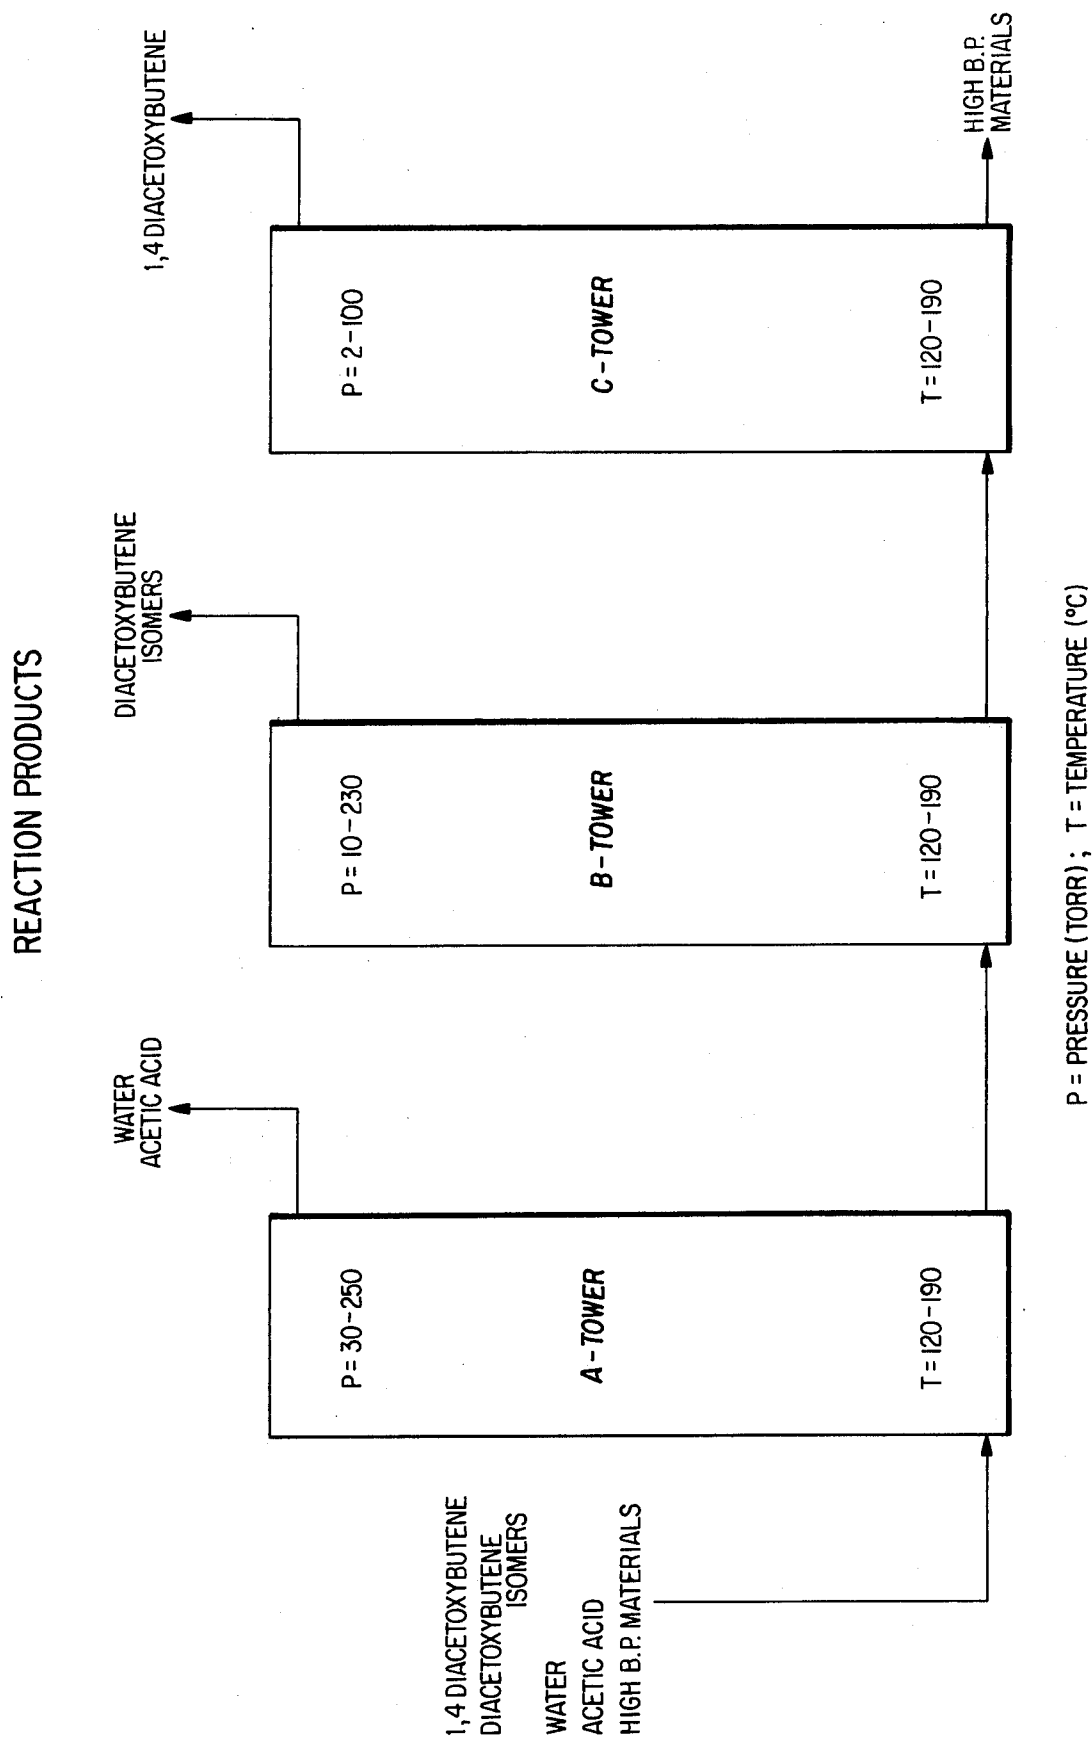 REACTION PRODUCTS
1,4 DIACETOXYBUTENE
DIACETOXYBUTENE
ISOMERS
WATER
ACETIC ACID
HIGH B.P. MATERIALS
WATER
ACETIC ACID
P = 30-250
A-TOWER
T = 120-190
DIACETOXYBUTENE
ISOMERS
P = 10-230
B-TOWER
T = 120-190
1,4 DIACETOXYBUTENE
P = 2-100
C-TOWER
T = 120-190
HIGH B.P.
MATERIALS
P = PRESSURE (TORR); T = TEMPERATURE (°C)